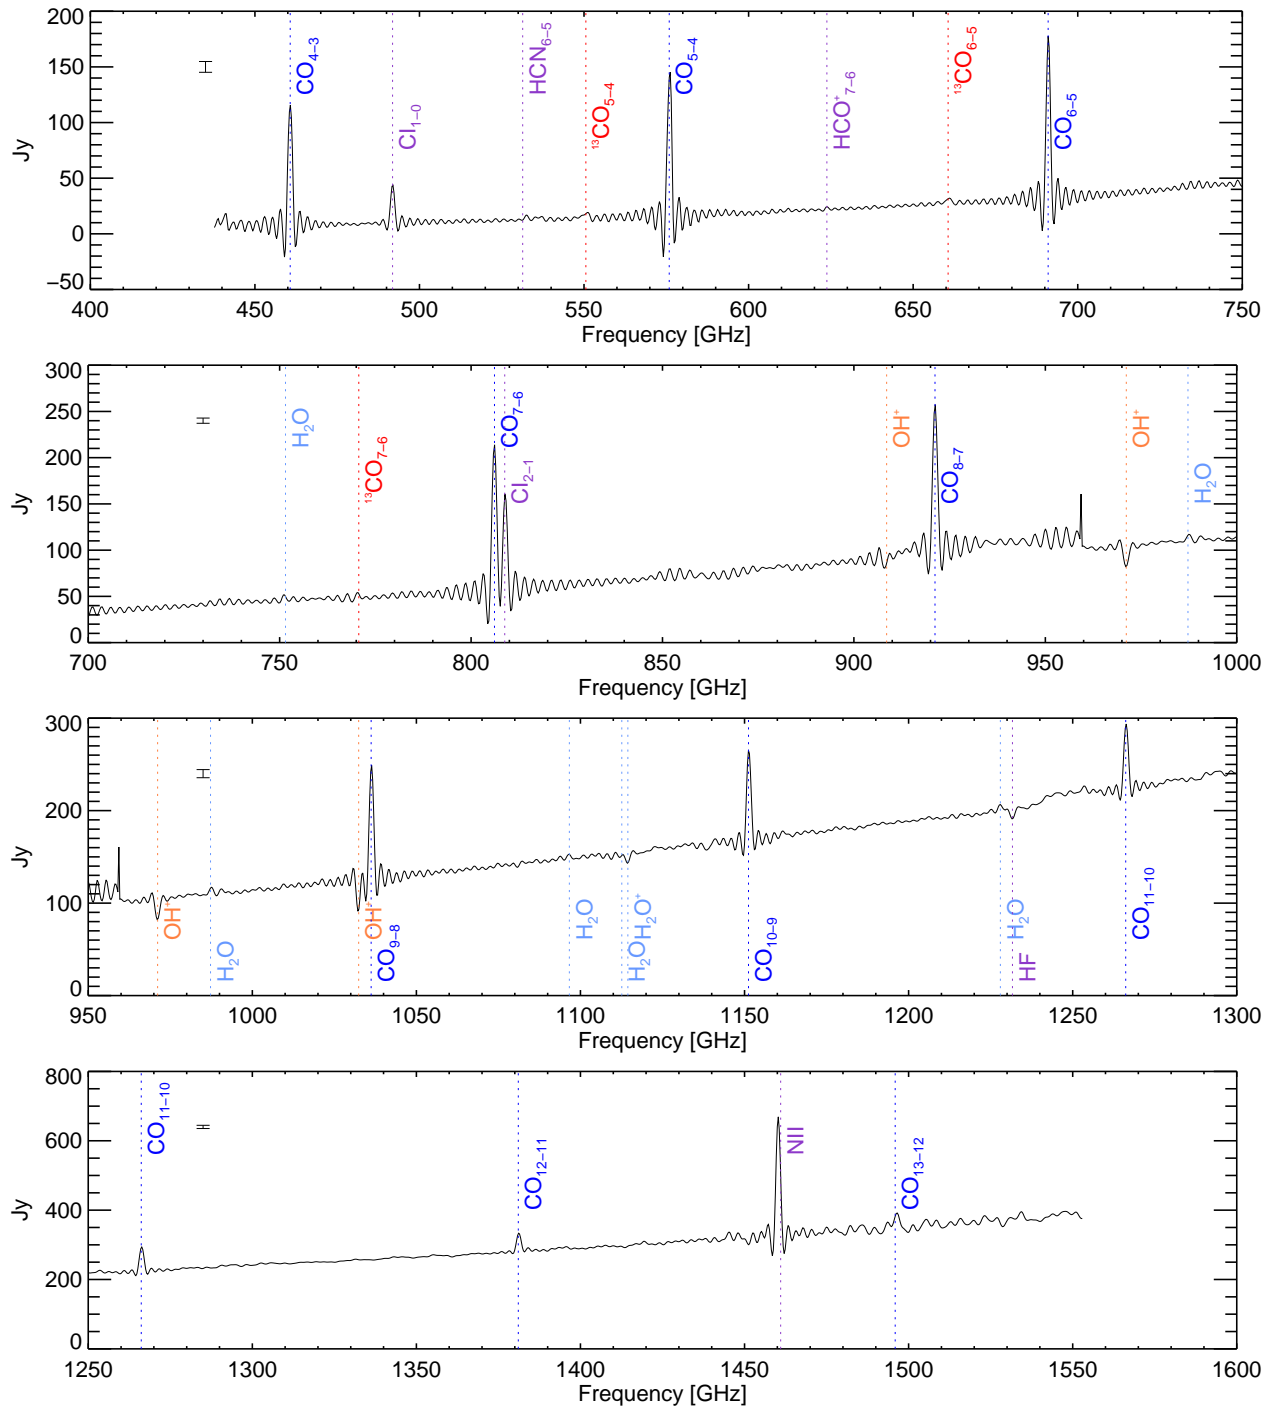 200
150
100
50
0
−50
Jy
CO4−3
CI1−0
HCN6−5
13CO5−4
CO5−4
HCO+7−6
13CO6−5
CO6−5
400 450 500 550 600 650 700 750
Frequency [GHz]
300
250
200
150
100
50
0
Jy
H2O
13CO7−6
CO7−6
CI2−1
OH+
CO8−7
OH+
H2O
700 750 800 850 900 950 1000
Frequency [GHz]
300
200
100
0
Jy
OH+
H2O
OH+
CO9−8
H2O
H2O
H2O+
CO10−9
H2O
HF
CO11−10
950 1000 1050 1100 1150 1200 1250 1300
Frequency [GHz]
800
600
400
200
0
Jy
CO11−10
CO12−11
NII
CO13−12
1250 1300 1350 1400 1450 1500 1550 1600
Frequency [GHz]